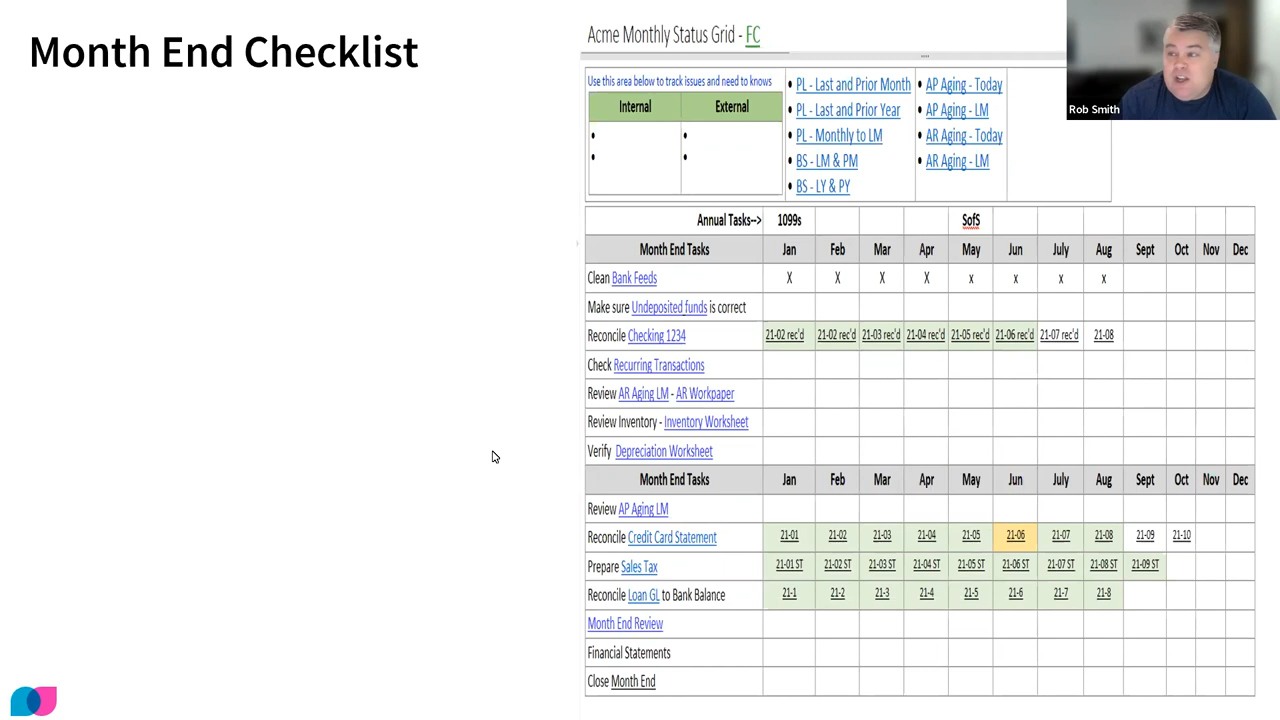 Month End Checklist
Acme Monthly Status Grid - FC
Rob Smith
Use this area below to track issues and need to knows
Internal External
• PL - Last and Prior Month
• PL - Last and Prior Year
• PL - Monthly to LM
• BS - LM & PM
• BS - LY & PY
• AP Aging - Today
• AP Aging - LM
• AR Aging - Today
• AR Aging - LM
Annual Tasks--> 1099s SofS
Month End Tasks Jan Feb Mar Apr May Jun July Aug Sept Oct Nov Dec
Clean Bank Feeds X X X X x x x x
Make sure Undeposited funds is correct
Reconcile Checking 1234 21-02 rec'd 21-02 rec'd 21-03 rec'd 21-04 rec'd 21-05 rec'd 21-06 rec'd 21-07 rec'd 21-08
Check Recurring Transactions
Review AR Aging LM - AR Workpaper
Review Inventory - Inventory Worksheet
Verify Depreciation Worksheet
Month End Tasks Jan Feb Mar Apr May Jun July Aug Sept Oct Nov Dec
Review AP Aging LM
Reconcile Credit Card Statement 21-01 21-02 21-03 21-04 21-05 21-06 21-07 21-08 21-09 21-10
Prepare Sales Tax 21-01 ST 21-02 ST 21-03 ST 21-04 ST 21-05 ST 21-06 ST 21-07 ST 21-08 ST 21-09 ST
Reconcile Loan GL to Bank Balance 21-1 21-2 21-3 21-4 21-5 21-6 21-7 21-8
Month End Review
Financial Statements
Close Month End